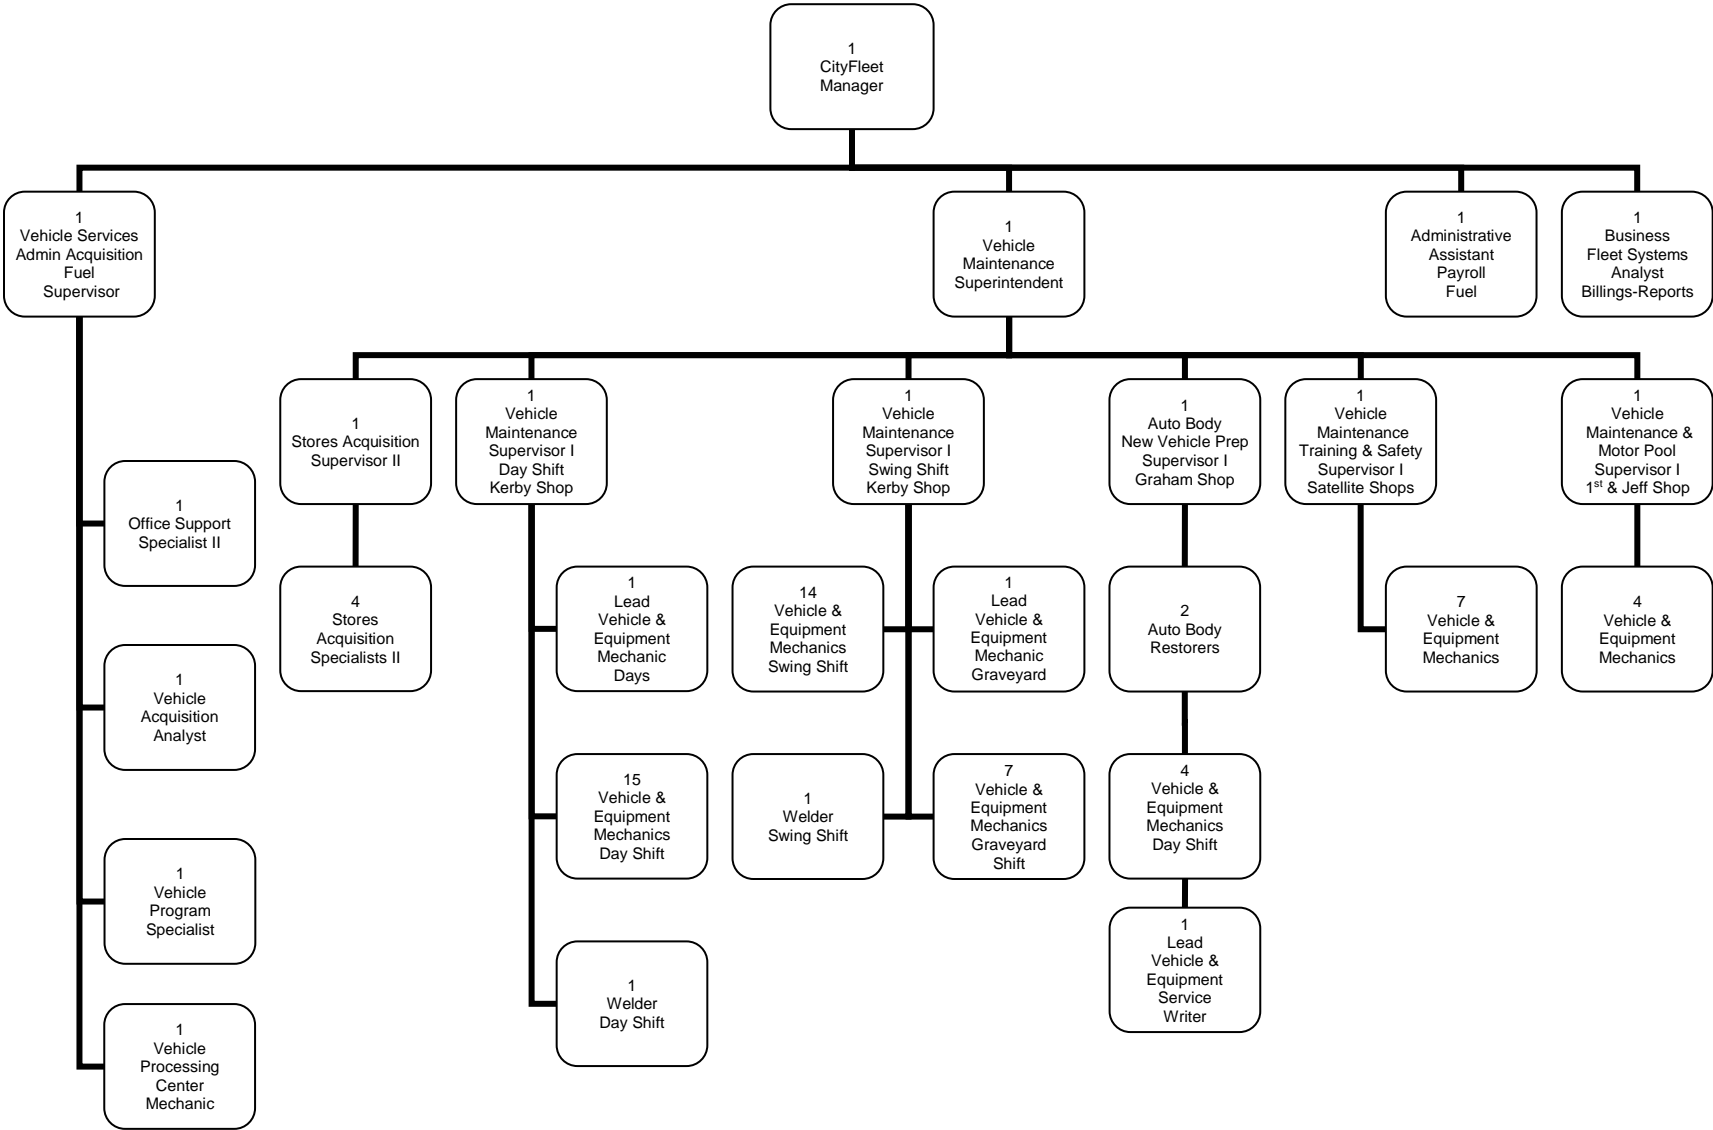 1
CityFleet
Manager
1
Vehicle Services
Admin Acquisition
Fuel
Supervisor
1
Vehicle
Maintenance
Superintendent
1
Administrative
Assistant
Payroll
Fuel
1
Business
Fleet Systems
Analyst
Billings-Reports
1
Stores Acquisition
Supervisor II
1
Vehicle
Maintenance
Supervisor I
Day Shift
Kerby Shop
1
Vehicle
Maintenance
Supervisor I
Swing Shift
Kerby Shop
1
Auto Body
New Vehicle Prep
Supervisor I
Graham Shop
1
Vehicle
Maintenance
Training & Safety
Supervisor I
Satellite Shops
1
Vehicle
Maintenance &
Motor Pool
Supervisor I
1st & Jeff Shop
1
Office Support
Specialist II
4
Stores
Acquisition
Specialists II
1
Lead
Vehicle &
Equipment
Mechanic
Days
14
Vehicle &
Equipment
Mechanics
Swing Shift
1
Lead
Vehicle &
Equipment
Mechanic
Graveyard
2
Auto Body
Restorers
7
Vehicle &
Equipment
Mechanics
4
Vehicle &
Equipment
Mechanics
1
Vehicle
Acquisition
Analyst
15
Vehicle &
Equipment
Mechanics
Day Shift
1
Welder
Swing Shift
7
Vehicle &
Equipment
Mechanics
Graveyard
Shift
4
Vehicle &
Equipment
Mechanics
Day Shift
1
Vehicle
Program
Specialist
1
Welder
Day Shift
1
Lead
Vehicle &
Equipment
Service
Writer
1
Vehicle
Processing
Center
Mechanic